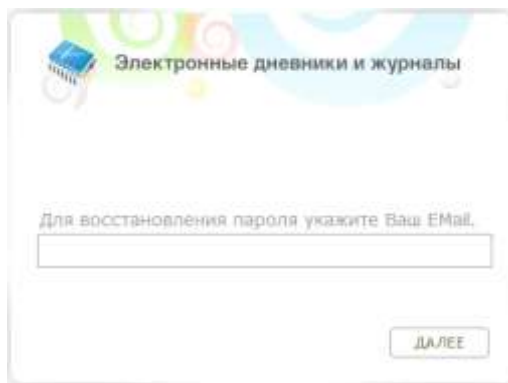 Электронные дневники и журналы
Для восстановления пароля укажите Ваш EMail.
ДАЛЕЕ